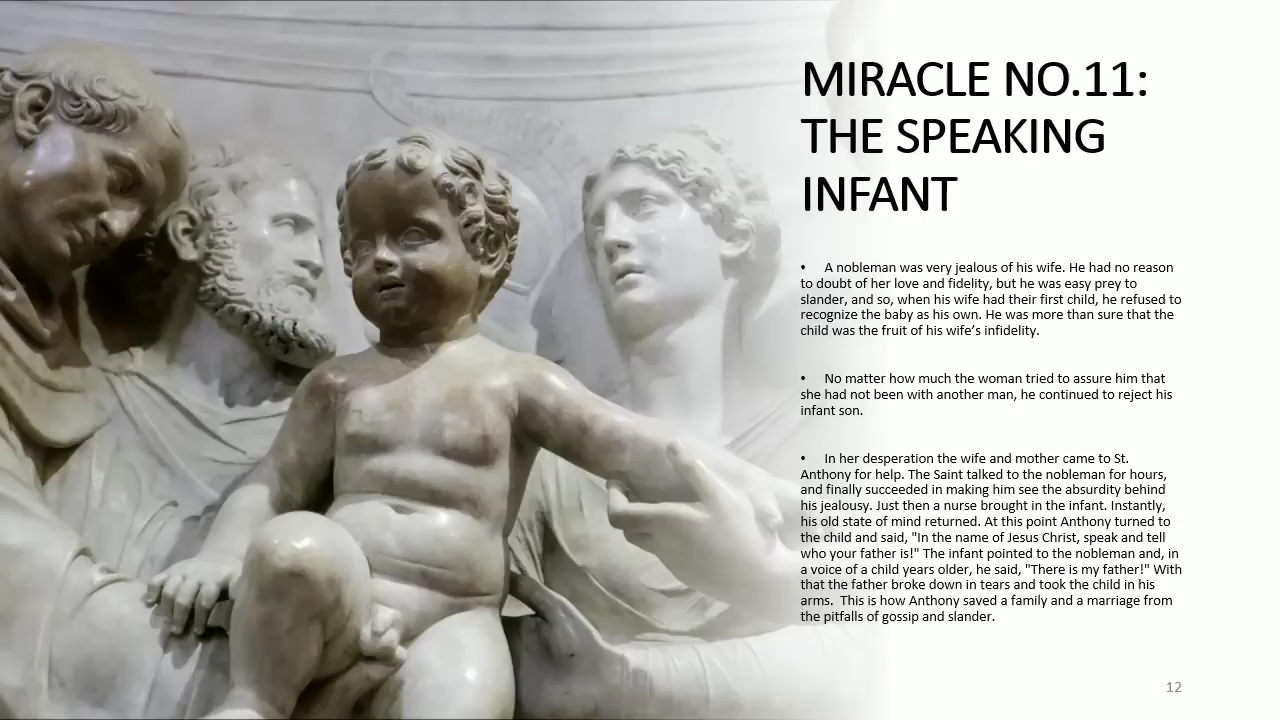 MIRACLE NO.11:
THE SPEAKING
INFANT
• A nobleman was very jealous of his wife. He had no reason
to doubt of her love and fidelity, but he was easy prey to
slander, and so, when his wife had their first child, he refused to
recognize the baby as his own. He was more than sure that the
child was the fruit of his wife’s infidelity.
• No matter how much the woman tried to assure him that
she had not been with another man, he continued to reject his
infant son.
• In her desperation the wife and mother came to St.
Anthony for help. The Saint talked to the nobleman for hours,
and finally succeeded in making him see the absurdity behind
his jealousy. Just then a nurse brought in the infant. Instantly,
his old state of mind returned. At this point Anthony turned to
the child and said, "In the name of Jesus Christ, speak and tell
who your father is!" The infant pointed to the nobleman and, in
a voice of a child years older, he said, "There is my father!" With
that the father broke down in tears and took the child in his
arms.  This is how Anthony saved a family and a marriage from
the pitfalls of gossip and slander.
12